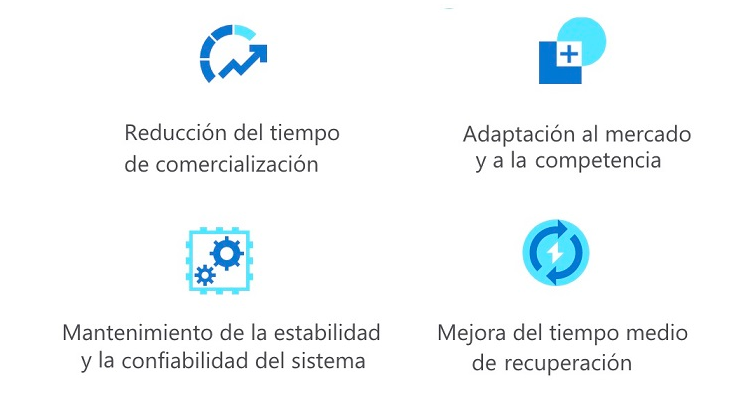 Reducción del tiempo
de comercialización
Adaptación al mercado
y a la competencia
Mantenimiento de la estabilidad
y la confiabilidad del sistema
Mejora del tiempo medio
de recuperación